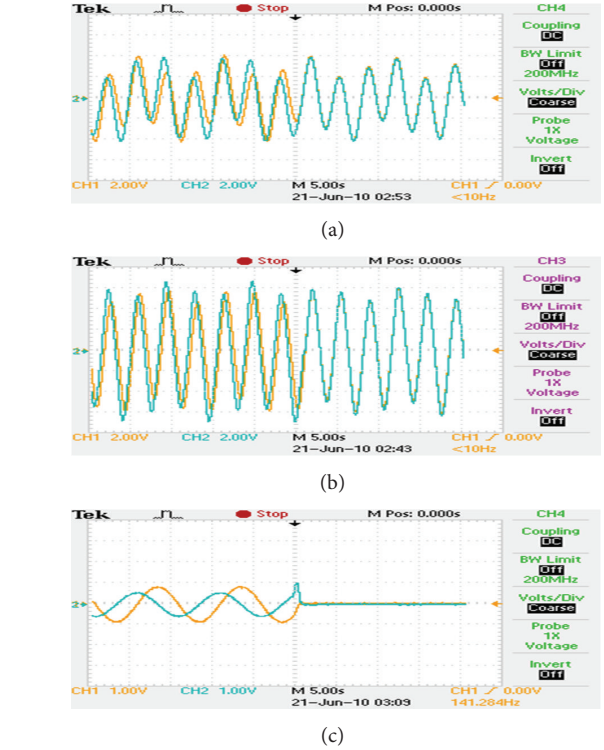 Tek Stop M Pos: 0.000s CH4
Coupling
DC
BW Limit
Off
200MHz
2 Volts/Div
Coarse
Probe
1X
Voltage
Invert
Off
CH1 2.00V CH2 2.00V M 5.00s CH1 0.00V
21-Jun-10 02:53 <10Hz
(a)
Tek Stop M Pos: 0.000s CH3
Coupling
DC
BW Limit
Off
200MHz
2 Volts/Div
Coarse
Probe
1X
Voltage
Invert
Off
CH1 2.00V CH2 2.00V M 5.00s CH1 0.00V
21-Jun-10 02:43 <10Hz
(b)
Tek Stop M Pos: 0.000s CH4
Coupling
DC
BW Limit
Off
200MHz
2 Volts/Div
Coarse
Probe
1X
Voltage
Invert
Off
CH1 1.00V CH2 1.00V M 5.00s CH1 0.00V
21-Jun-10 03:09 141.284Hz
(c)